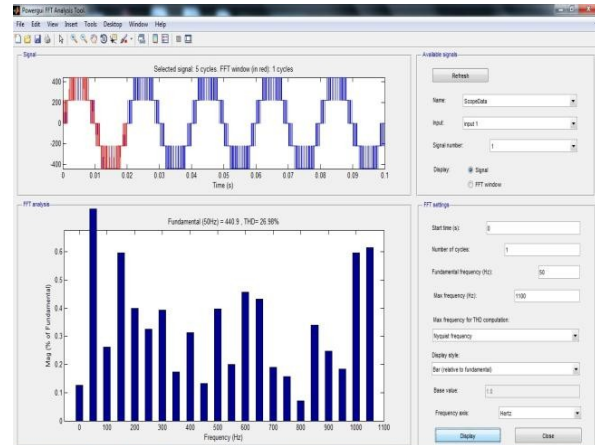 Powergui FFT Analysis Tool
File Edit View Insert Tools Desktop Window Help
Signal
Selected signal: 5 cycles. FFT window (in red): 1 cycles
400
200
0
-200
-400
0 0.01 0.02 0.03 0.04 0.05 0.06 0.07 0.08 0.09 0.1
Time (s)
Available signals
Refresh
Name:
ScopeData
Input:
input 1
Signal number:
1
Display:
Signal
FFT window
FFT analysis
Fundamental (50Hz) = 440.9 , THD= 26.98%
Mag (% of Fundamental)
0.6
0.5
0.4
0.3
0.2
0.1
0
0 100 200 300 400 500 600 700 800 900 1000 1100
Frequency (Hz)
FFT settings
Start time (s):
0
Number of cycles:
1
Fundamental frequency (Hz):
50
Max frequency (Hz):
1100
Max frequency for THD computation:
Nyquist frequency
Display style:
Bar (relative to fundamental)
Base value:
1.0
Frequency axis:
Hertz
Display
Close